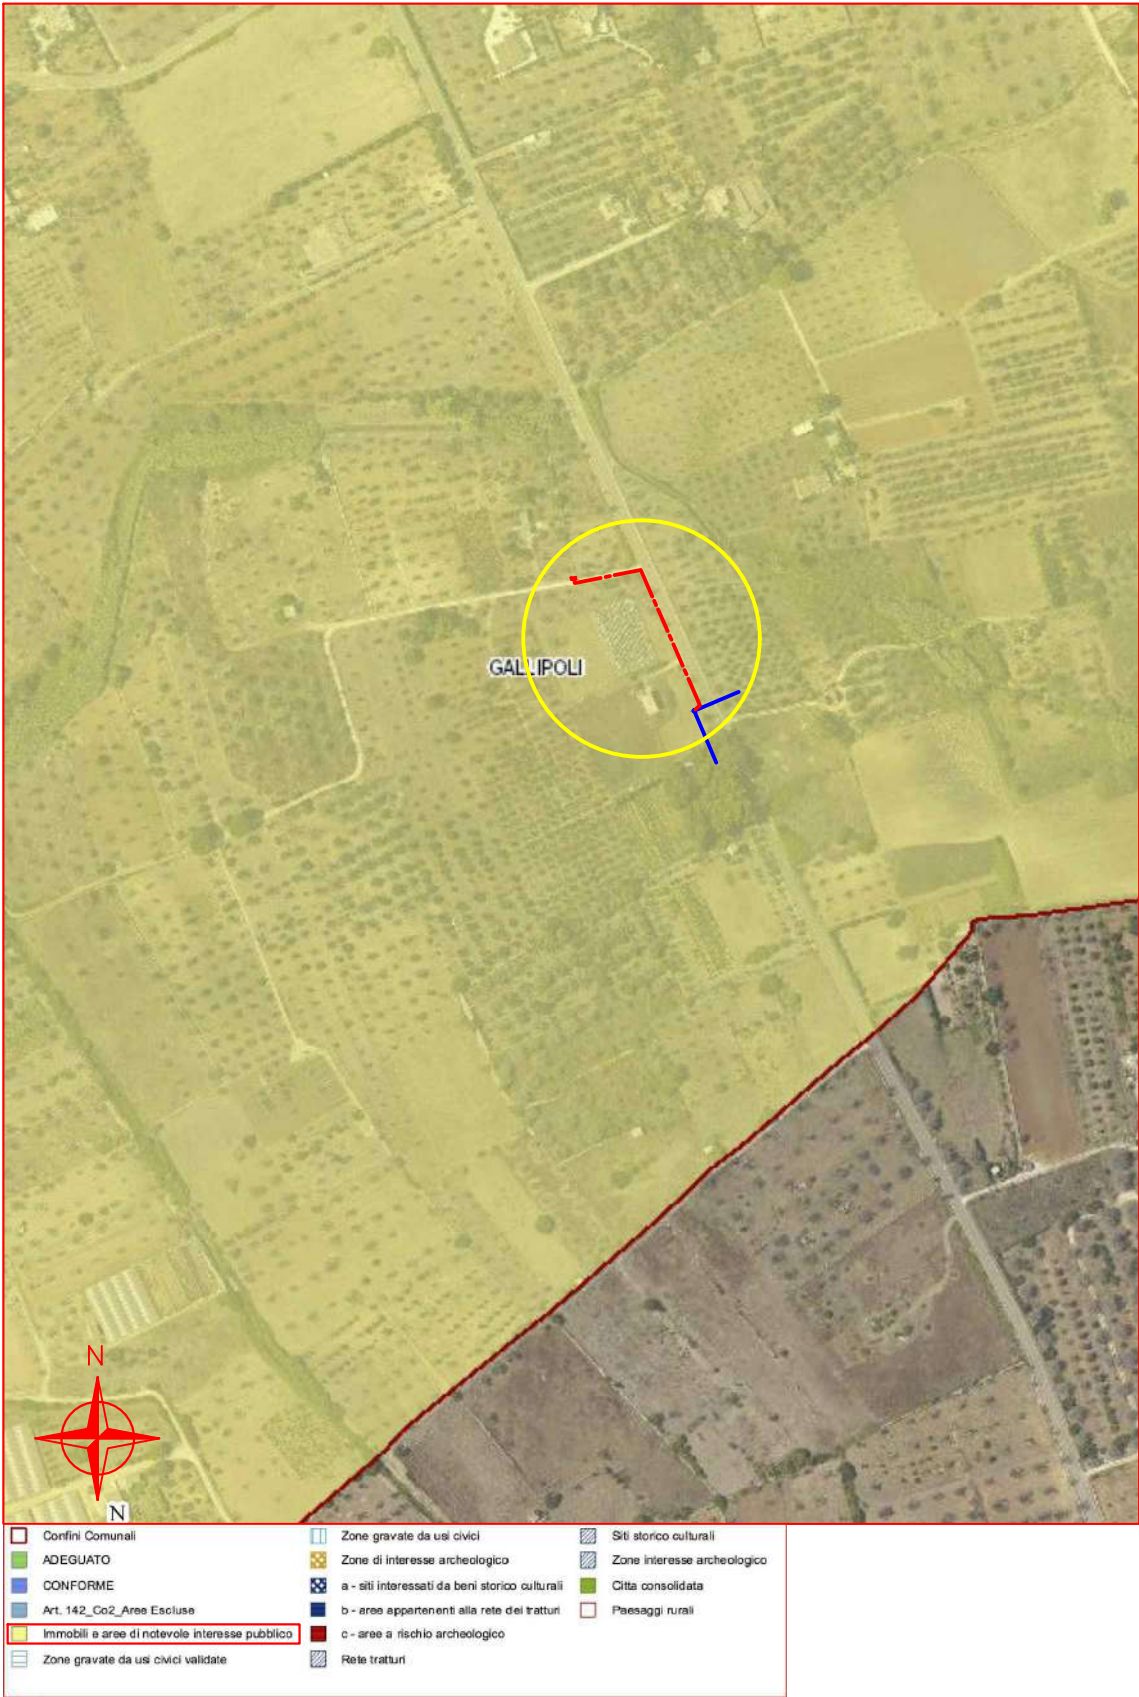 GALLIPOLI
N
N
Confini Comunali
ADEGUATO
CONFORME
Art. 142_Co2_Aree Escluse
Immobili e aree di notevole interesse pubblico
Zone gravate da usi civici validate
Zone gravate da usi civici
Zone di interesse archeologico
a - siti interessati da beni storico culturali
b - aree appartenenti alla rete dei tratturi
c - aree a rischio archeologico
Rete tratturi
Siti storico culturali
Zone interesse archeologico
Citta consolidata
Paesaggi rurali